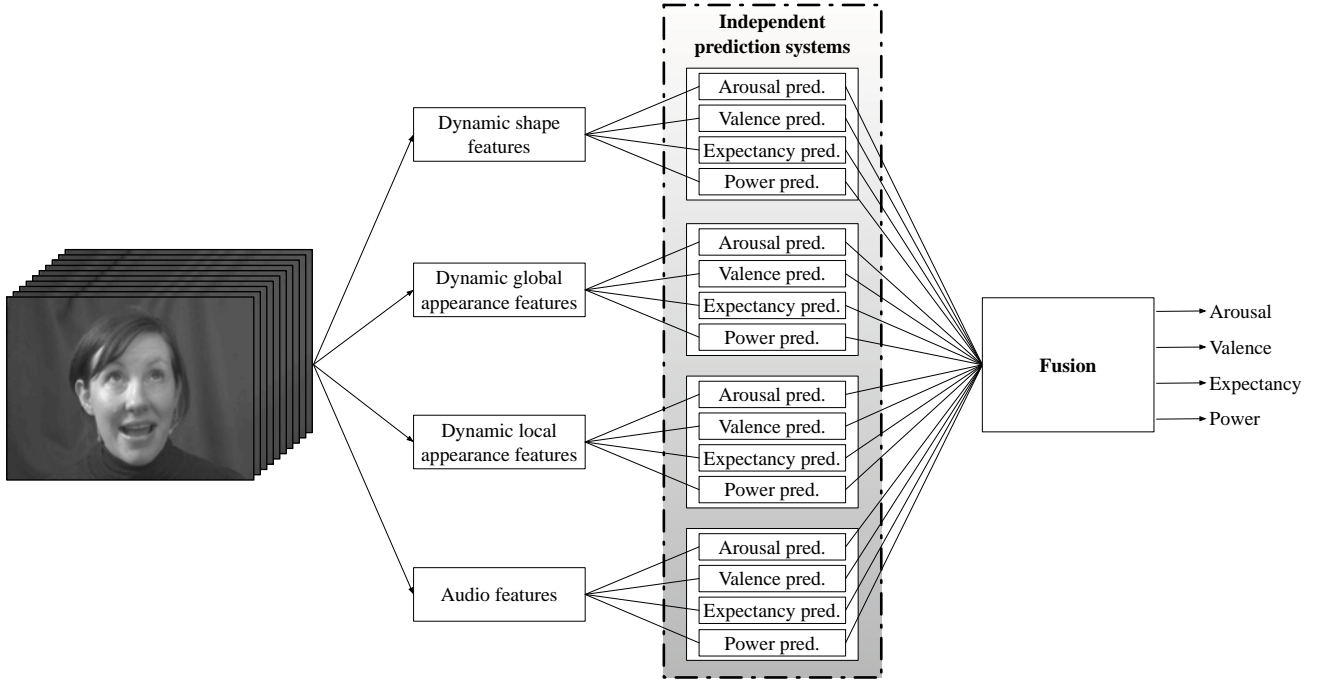 Independent
prediction systems
Dynamic shape
features
Arousal pred.
Valence pred.
Expectancy pred.
Power pred.
Dynamic global
appearance features
Arousal pred.
Valence pred.
Expectancy pred.
Power pred.
Dynamic local
appearance features
Arousal pred.
Valence pred.
Expectancy pred.
Power pred.
Audio features
Arousal pred.
Valence pred.
Expectancy pred.
Power pred.
Fusion
Arousal
Valence
Expectancy
Power